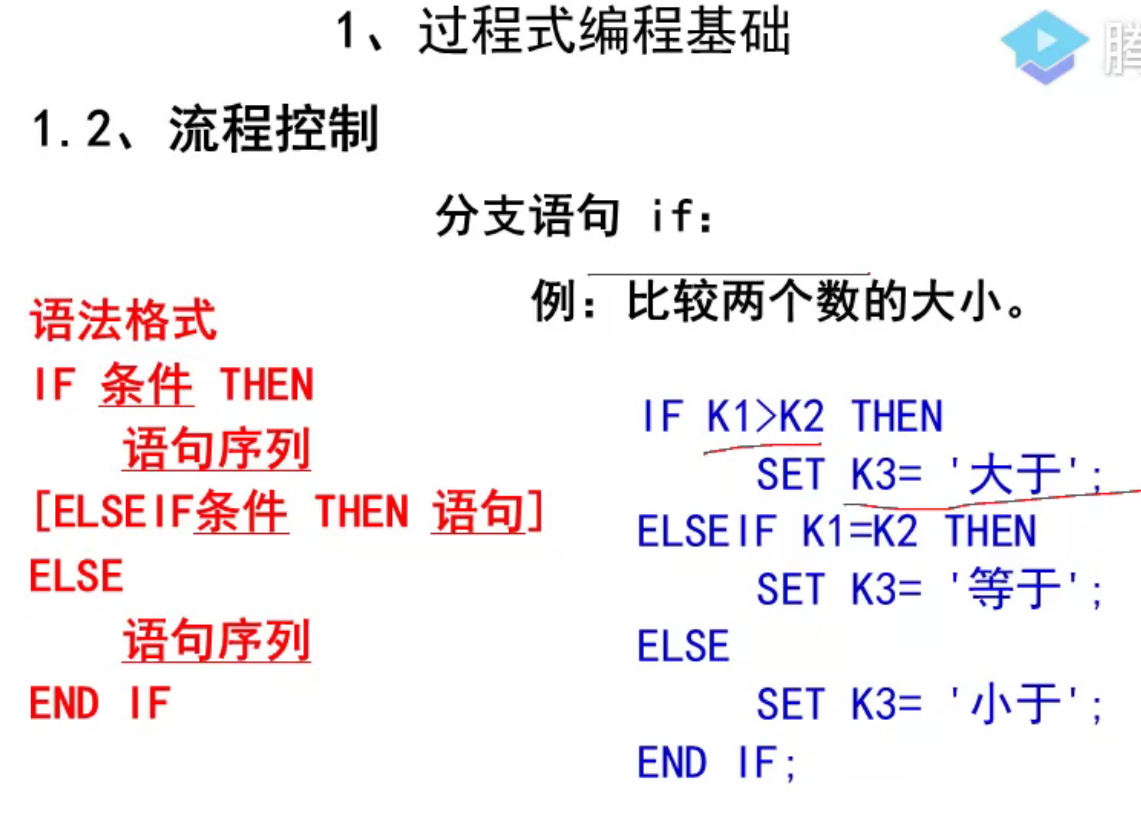 1、过程式编程基础
1.2、流程控制
分支语句 if：
例：比较两个数的大小。
语法格式
IF 条件 THEN
语句序列
[ELSEIF条件 THEN 语句]
ELSE
语句序列
END IF
IF K1>K2 THEN
SET K3= '大于';
ELSEIF K1=K2 THEN
SET K3= '等于';
ELSE
SET K3= '小于';
END IF;